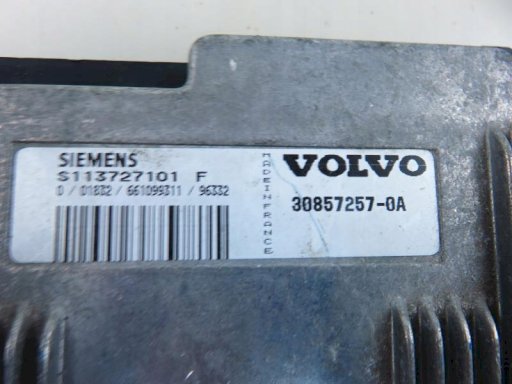 SIEMENS
S113727101 F
0 / 01832 / 661099311 / 96332
MADE IN FRANCE
VOLVO
30857257-0A